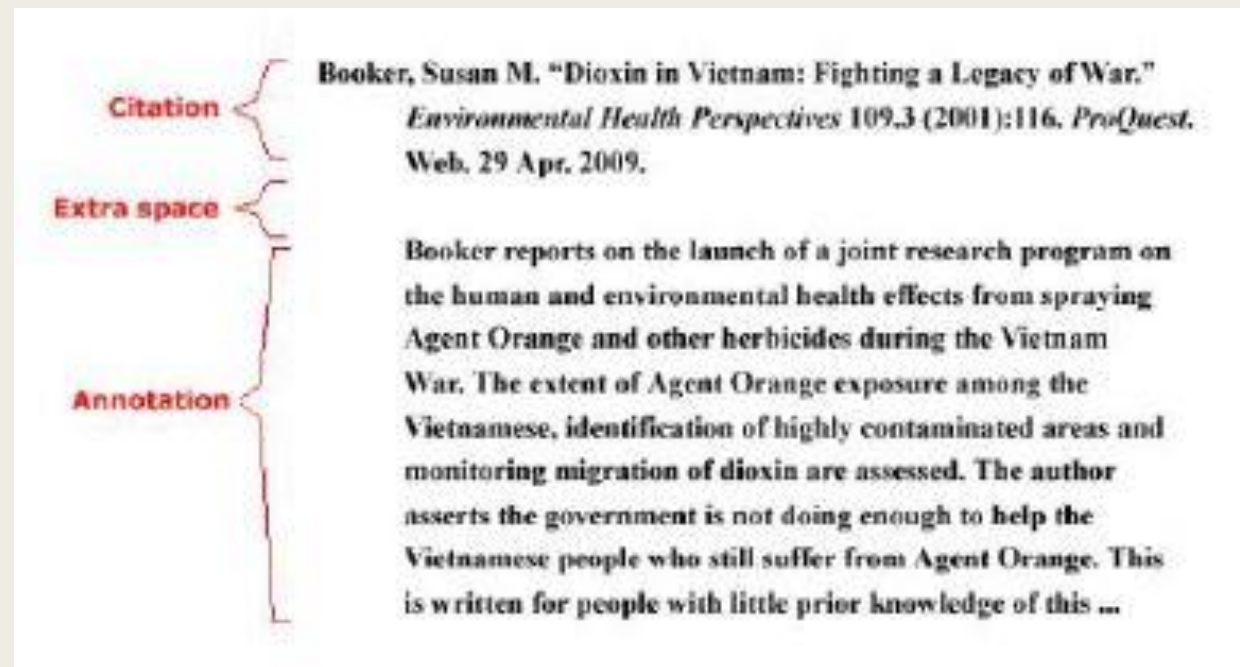 Booker, Susan M. “Dioxin in Vietnam: Fighting a Legacy of War.”
Citation
Environmental Health Perspectives 109.3 (2001):116. ProQuest.
Web. 29 Apr. 2009.
Extra space
Booker reports on the launch of a joint research program on
the human and environmental health effects from spraying
Agent Orange and other herbicides during the Vietnam
War. The extent of Agent Orange exposure among the
Annotation
Vietnamese, identification of highly contaminated areas and
monitoring migration of dioxin are assessed. The author
asserts the government is not doing enough to help the
Vietnamese people who still suffer from Agent Orange. This
is written for people with little prior knowledge of this ...